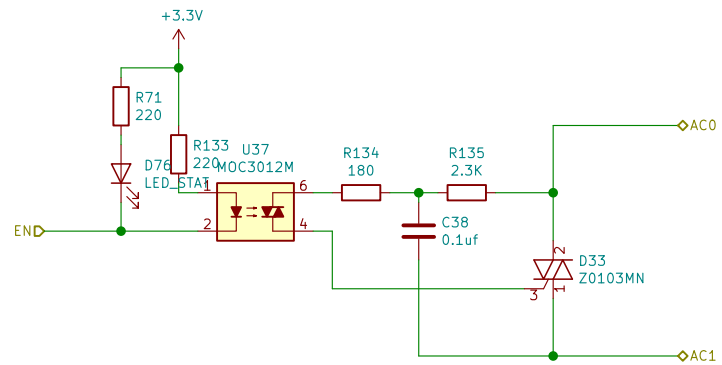 +3.3V
R71
220
R133
220
D76
LED_STAT
U37
MOC3012M
1
2
6
4
EN
R134
180
R135
2.3K
C38
0.1uf
D33
Z0103MN
2
3
1
AC0
AC1